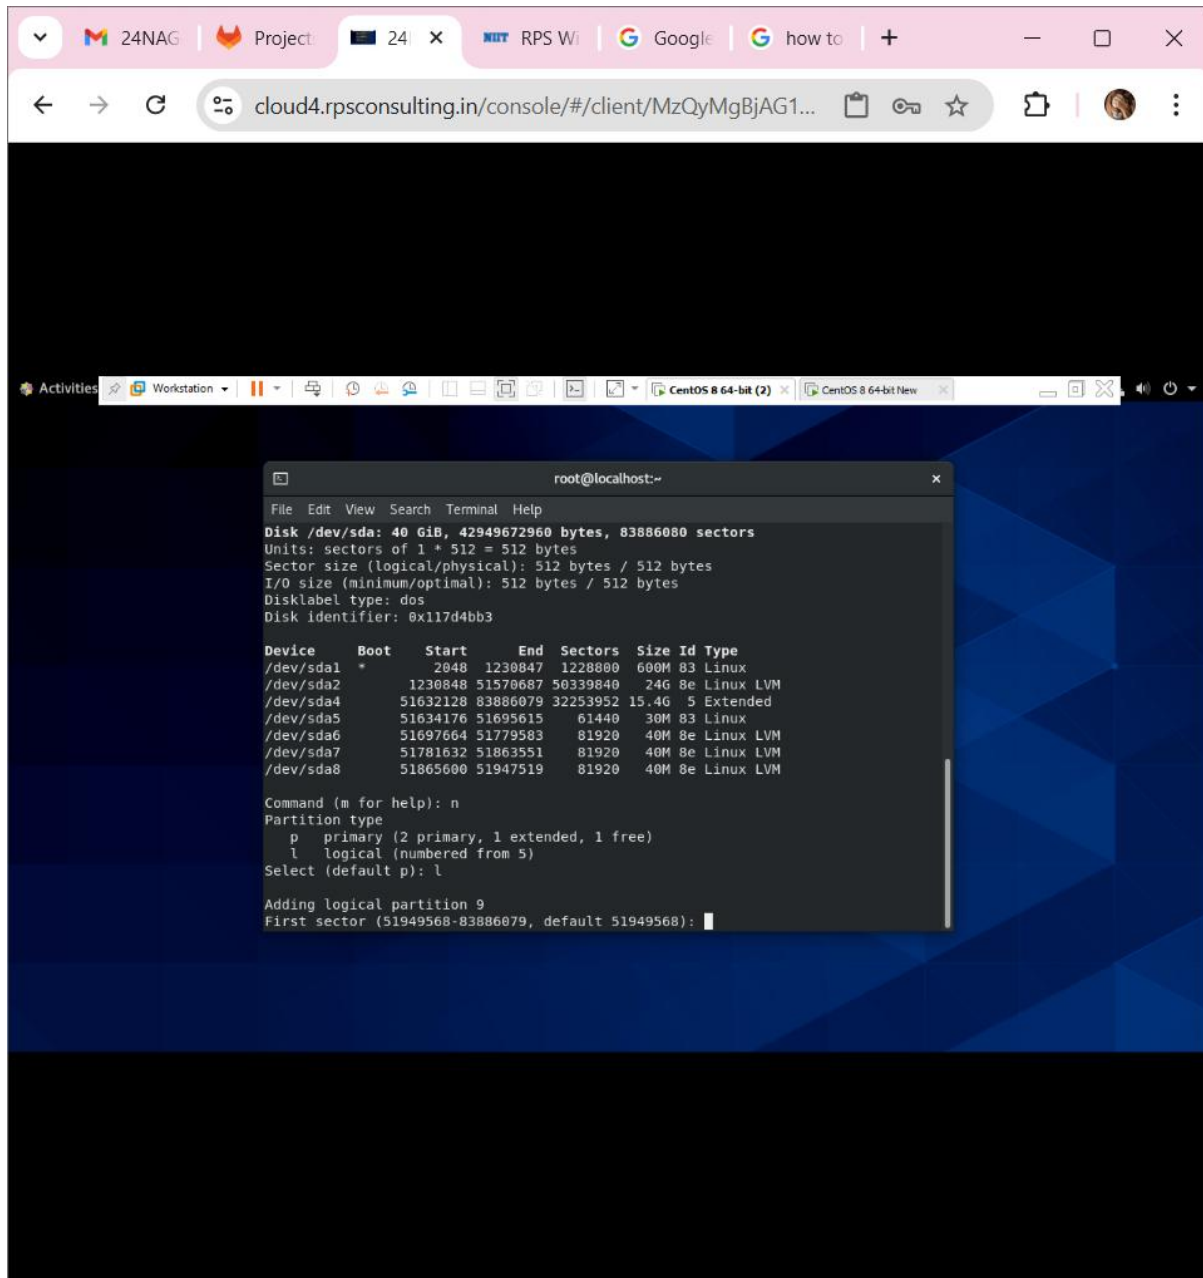 24NAG
Project
24
NIIT RPS Wi
Google
how to
cloud4.rpsconsulting.in/console/#/client/MzQyMgBjAG1...
Activities
Workstation
CentOS 8 64-bit (2)
CentOS 8 64-bit New
root@localhost:~
File Edit View Search Terminal Help
Disk /dev/sda: 40 GiB, 42949672960 bytes, 83886080 sectors
Units: sectors of 1 * 512 = 512 bytes
Sector size (logical/physical): 512 bytes / 512 bytes
I/O size (minimum/optimal): 512 bytes / 512 bytes
Disklabel type: dos
Disk identifier: 0x117d4bb3
Device Boot Start End Sectors Size Id Type
/dev/sda1 * 2048 1230847 1228800 600M 83 Linux
/dev/sda2 1230848 51570687 50339840 24G 8e Linux LVM
/dev/sda4 51632128 83886079 32253952 15.4G 5 Extended
/dev/sda5 51634176 51695615 61440 30M 83 Linux
/dev/sda6 51697664 51779583 81920 40M 8e Linux LVM
/dev/sda7 51781632 51863551 81920 40M 8e Linux LVM
/dev/sda8 51865600 51947519 81920 40M 8e Linux LVM
Command (m for help): n
Partition type
p primary (2 primary, 1 extended, 1 free)
l logical (numbered from 5)
Select (default p): l
Adding logical partition 9
First sector (51949568-83886079, default 51949568):